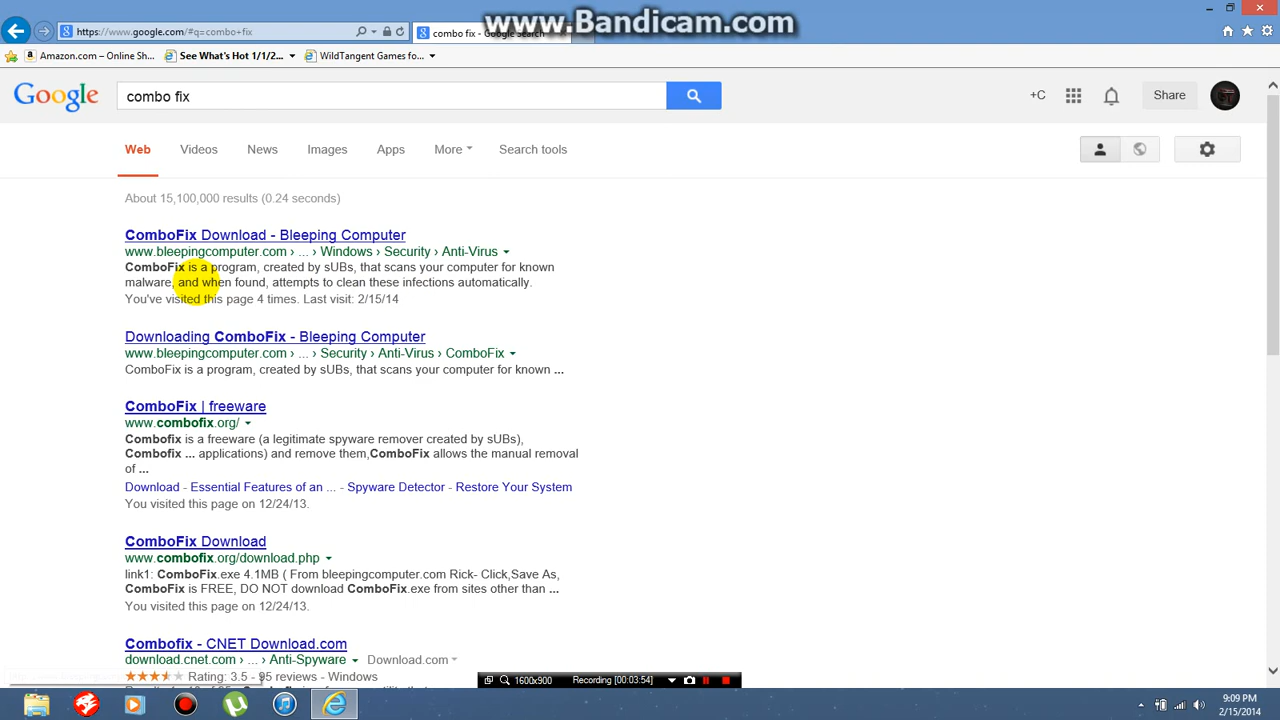 www.Bandicam.com
https://www.google.com/#q=combo+fix
combo fix - Google Search
Amazon.com – Online Sh...
See What's Hot 1/1/2...
WildTangent Games fo...
Google
combo fix
+C
Share
Web
Videos
News
Images
Apps
More
Search tools
About 15,100,000 results (0.24 seconds)
ComboFix Download - Bleeping Computer
www.bleepingcomputer.com › ... › Windows › Security › Anti-Virus
ComboFix is a program, created by sUBs, that scans your computer for known
malware, and when found, attempts to clean these infections automatically.
You've visited this page 4 times. Last visit: 2/15/14
Downloading ComboFix - Bleeping Computer
www.bleepingcomputer.com › ... › Security › Anti-Virus › ComboFix
ComboFix is a program, created by sUBs, that scans your computer for known ...
ComboFix | freeware
www.combofix.org/
Combofix is a freeware (a legitimate spyware remover created by sUBs),
Combofix ... applications) and remove them,ComboFix allows the manual removal
of ...
Download - Essential Features of an ... - Spyware Detector - Restore Your System
You visited this page on 12/24/13.
ComboFix Download
www.combofix.org/download.php
link1: ComboFix.exe 4.1MB ( From bleepingcomputer.com Rick- Click,Save As,
ComboFix is FREE, DO NOT download ComboFix.exe from sites other than ...
You visited this page on 12/24/13.
Combofix - CNET Download.com
download.cnet.com › ... › Anti-Spyware
Download.com
Rating: 3.5 - 95 reviews - Windows
1600x900
Recording [00:03:54]
9:09 PM
2/15/2014